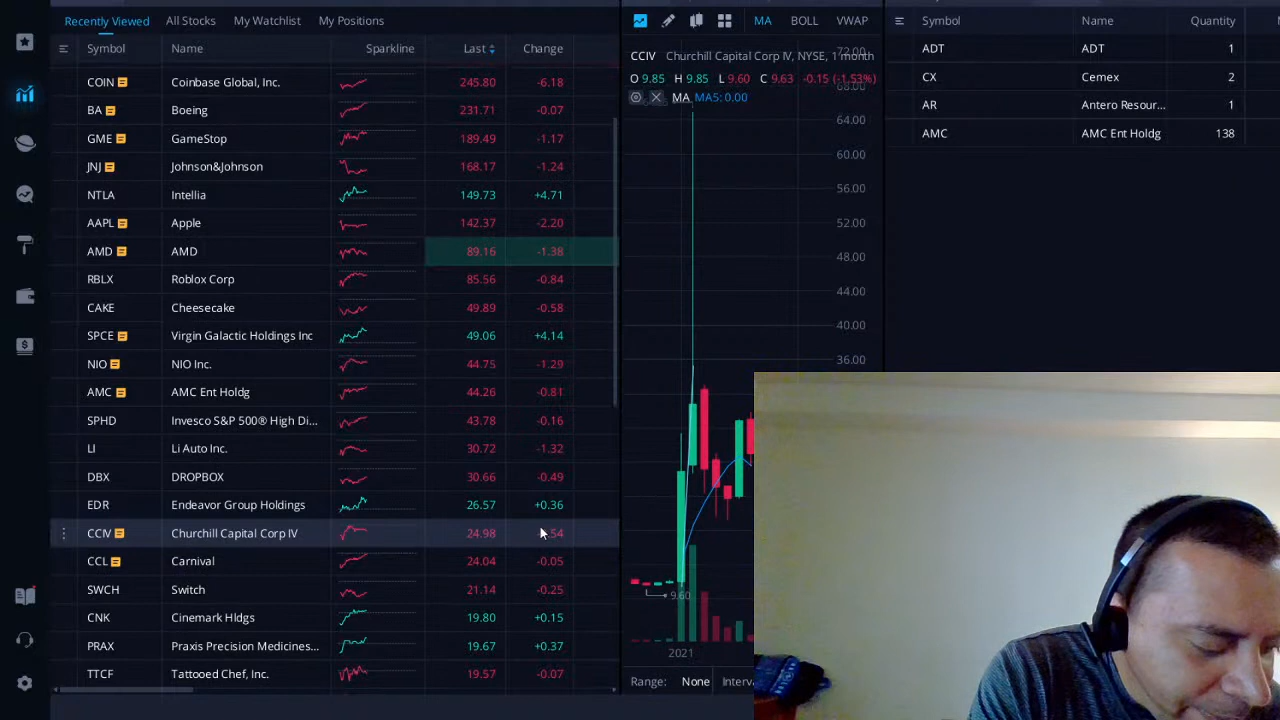 Recently Viewed All Stocks My Watchlist My Positions
Symbol Name Sparkline Last Change
COIN Coinbase Global, Inc. 245.80 -6.18
BA Boeing 231.71 -0.07
GME GameStop 189.49 -1.17
JNJ Johnson&Johnson 168.17 -1.24
NTLA Intellia 149.73 +4.71
AAPL Apple 142.37 -2.20
AMD AMD 89.16 -1.38
RBLX Roblox Corp 85.56 -0.84
CAKE Cheesecake 49.89 -0.58
SPCE Virgin Galactic Holdings Inc 49.06 +4.14
NIO NIO Inc. 44.75 -1.29
AMC AMC Ent Holdg 44.26 -0.81
SPHD Invesco S&P 500® High Di... 43.78 -0.16
LI Li Auto Inc. 30.72 -1.32
DBX DROPBOX 30.66 -0.49
EDR Endeavor Group Holdings 26.57 +0.36
CCIV Churchill Capital Corp IV 24.98 .54
CCL Carnival 24.04 -0.05
SWCH Switch 21.14 -0.25
CNK Cinemark Hldgs 19.80 +0.15
PRAX Praxis Precision Medicines... 19.67 +0.37
TTCF Tattooed Chef, Inc. 19.57 -0.07
MA BOLL VWAP
CCIV Churchill Capital Corp IV, NYSE, 1 month
72.00
O 9.85 H 9.85 L 9.60 C 9.63 -0.15 (-1.53%)
68.00
MA MA5: 0.00
64.00
60.00
56.00
52.00
48.00
44.00
40.00
36.00
9.60
2021
Range: None Interv
Symbol Name Quantity
ADT ADT 1
CX Cemex 2
AR Antero Resour... 1
AMC AMC Ent Holdg 138